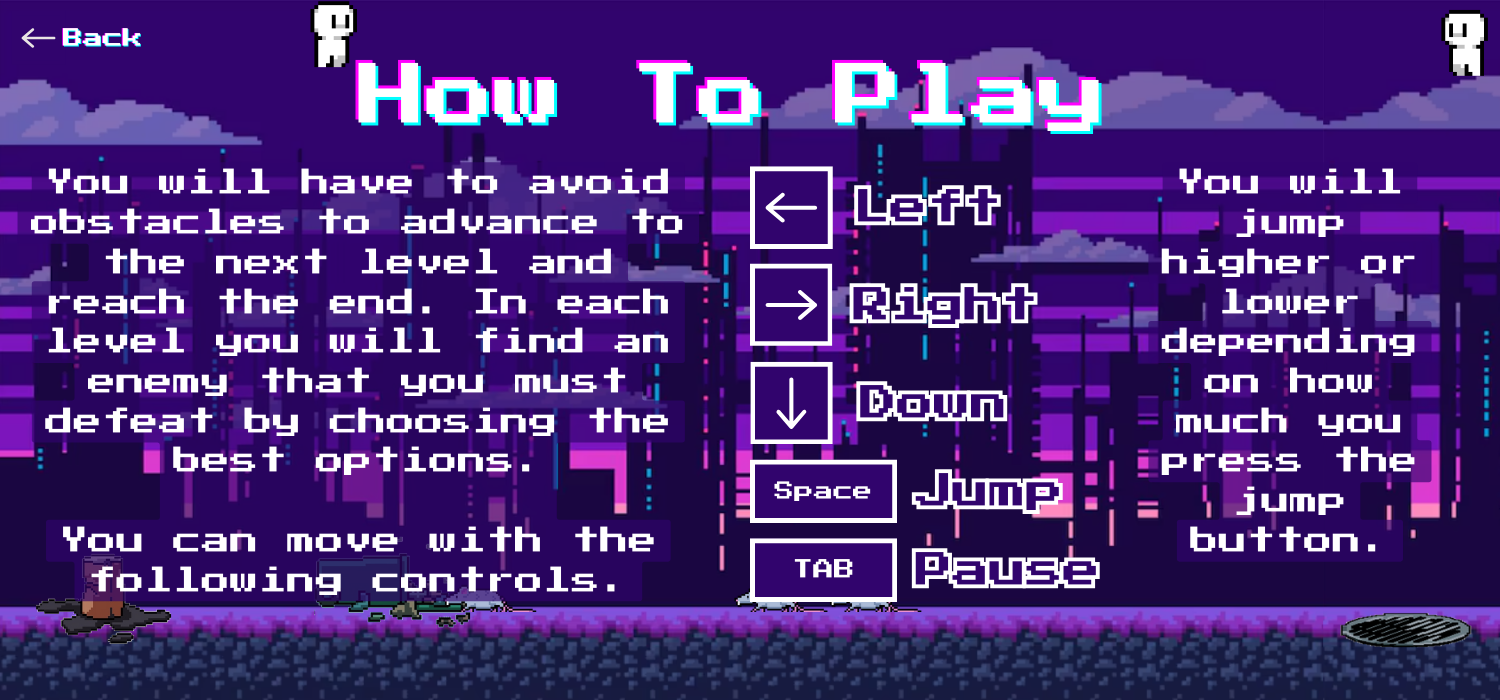 ← Back
How To Play
You will have to avoid
obstacles to advance to
the next level and
reach the end. In each
level you will find an
enemy that you must
defeat by choosing the
best options.
You can move with the
following controls.
← Left
→ Right
↓ Down
Space Jump
TAB Pause
You will
jump
higher or
lower
depending
on how
much you
press the
jump
button.